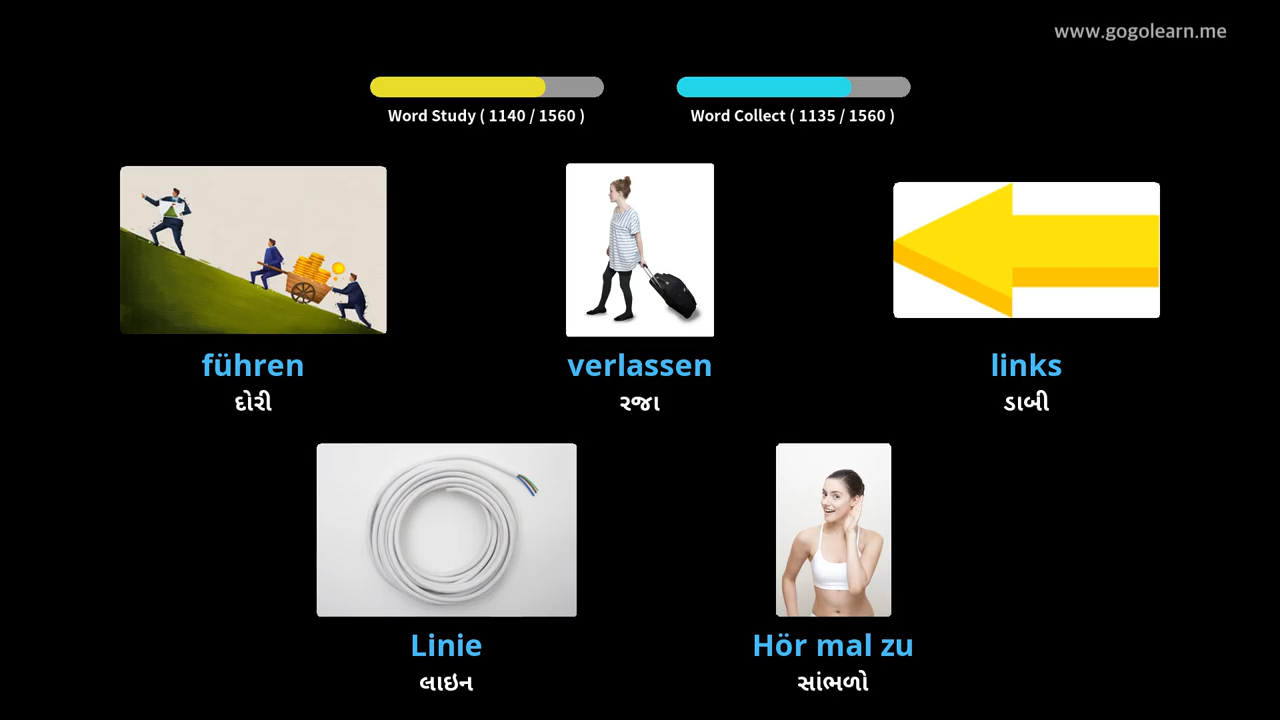 www.gogolearn.me
Word Study ( 1140 / 1560 )
Word Collect ( 1135 / 1560 )
führen
દોરી
verlassen
રજા
links
ડાબી
Linie
લાઇન
Hör mal zu
સાંભળો